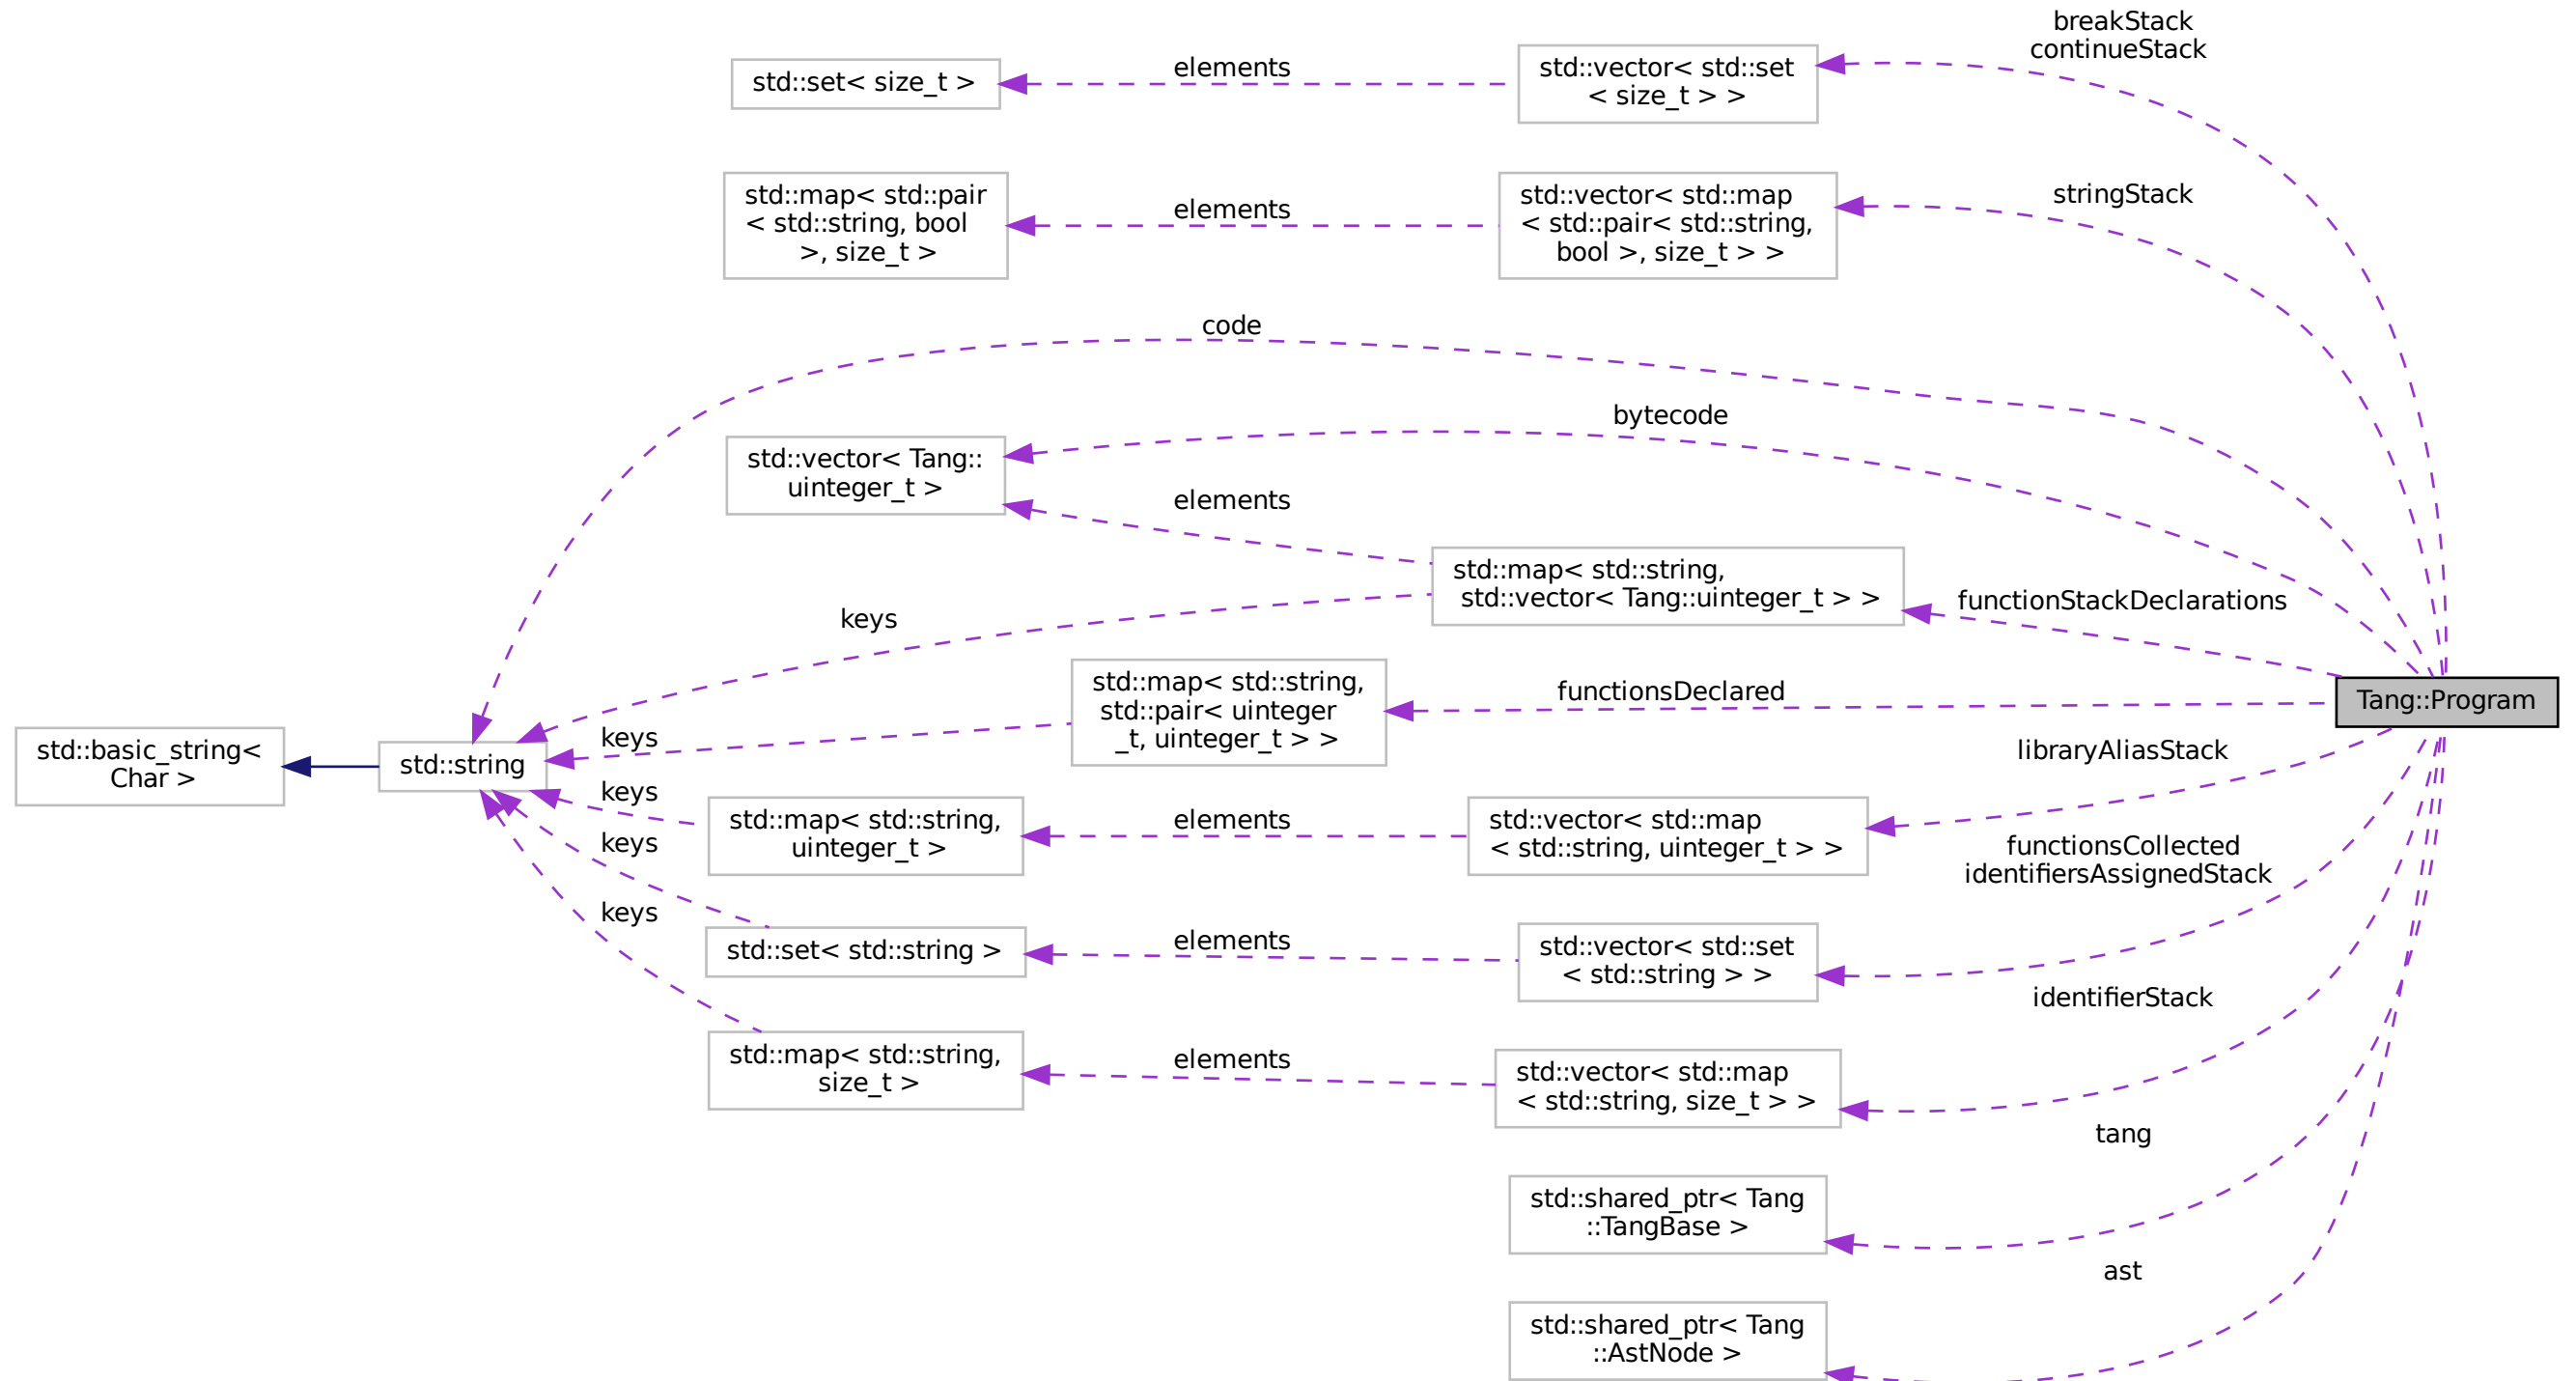 breakStack
continueStack
std::set< size_t >
elements
std::vector< std::set
< size_t > >
std::map< std::pair
< std::string, bool
>, size_t >
elements
std::vector< std::map
< std::pair< std::string,
bool >, size_t > >
stringStack
code
bytecode
std::vector< Tang::
uinteger_t >
elements
std::map< std::string,
std::vector< Tang::uinteger_t > >
functionStackDeclarations
keys
std::map< std::string,
std::pair< uinteger
_t, uinteger_t > >
functionsDeclared
Tang::Program
keys
std::basic_string<
Char >
std::string
libraryAliasStack
keys
std::map< std::string,
uinteger_t >
elements
std::vector< std::map
< std::string, uinteger_t > >
keys
functionsCollected
identifiersAssignedStack
keys
std::set< std::string >
elements
std::vector< std::set
< std::string > >
identifierStack
std::map< std::string,
size_t >
elements
std::vector< std::map
< std::string, size_t > >
tang
std::shared_ptr< Tang
::TangBase >
ast
std::shared_ptr< Tang
::AstNode >